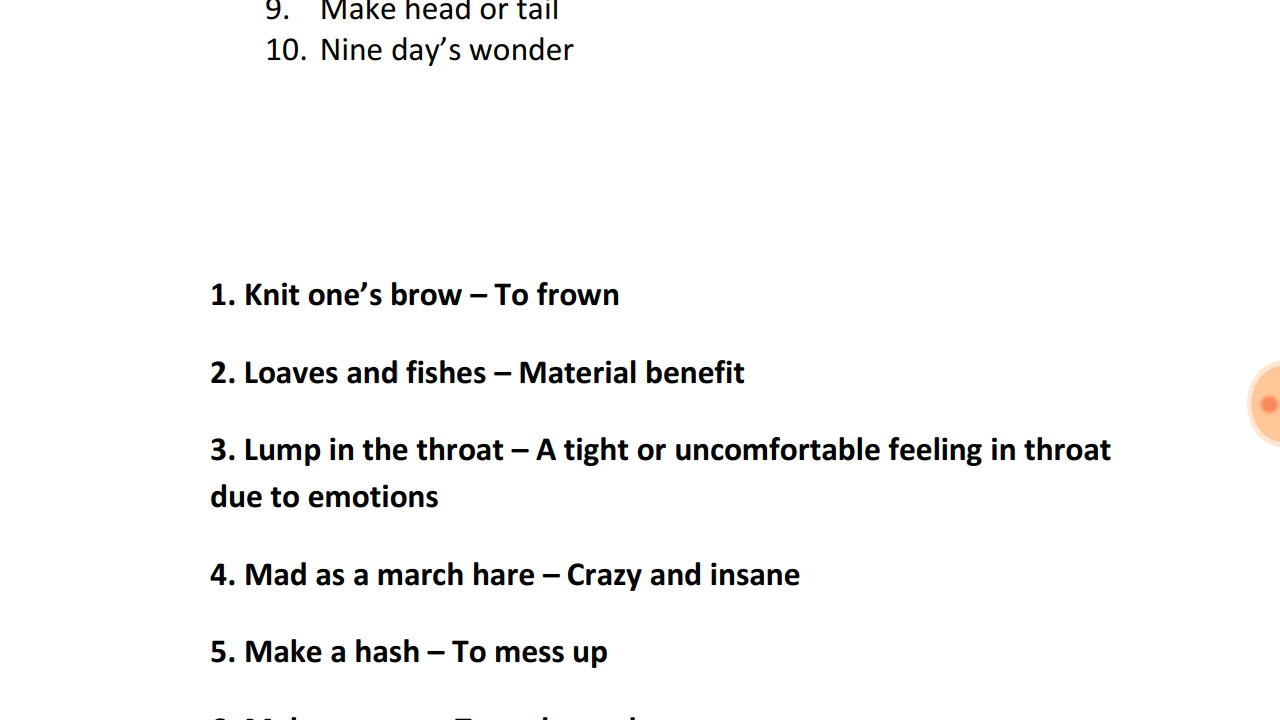 9. Make head or tail
10. Nine day’s wonder
1. Knit one’s brow – To frown
2. Loaves and fishes – Material benefit
3. Lump in the throat – A tight or uncomfortable feeling in throat
due to emotions
4. Mad as a march hare – Crazy and insane
5. Make a hash – To mess up